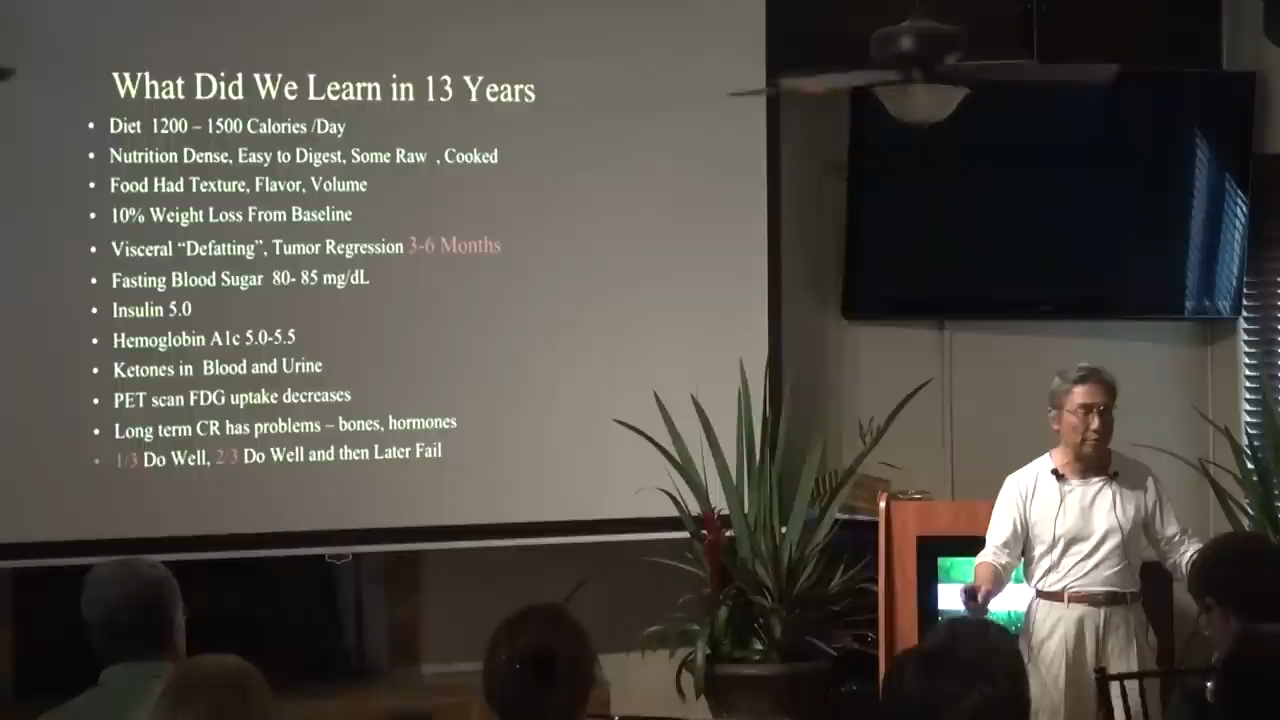 What Did We Learn in 13 Years
• Diet 1200 – 1500 Calories /Day
• Nutrition Dense, Easy to Digest, Some Raw , Cooked
• Food Had Texture, Flavor, Volume
• 10% Weight Loss From Baseline
• Visceral “Defatting”, Tumor Regression 3-6 Months
• Fasting Blood Sugar 80- 85 mg/dL
• Insulin 5.0
• Hemoglobin A1c 5.0-5.5
• Ketones in Blood and Urine
• PET scan FDG uptake decreases
• Long term CR has problems – bones, hormones
• 1/3 Do Well, 2/3 Do Well and then Later Fail